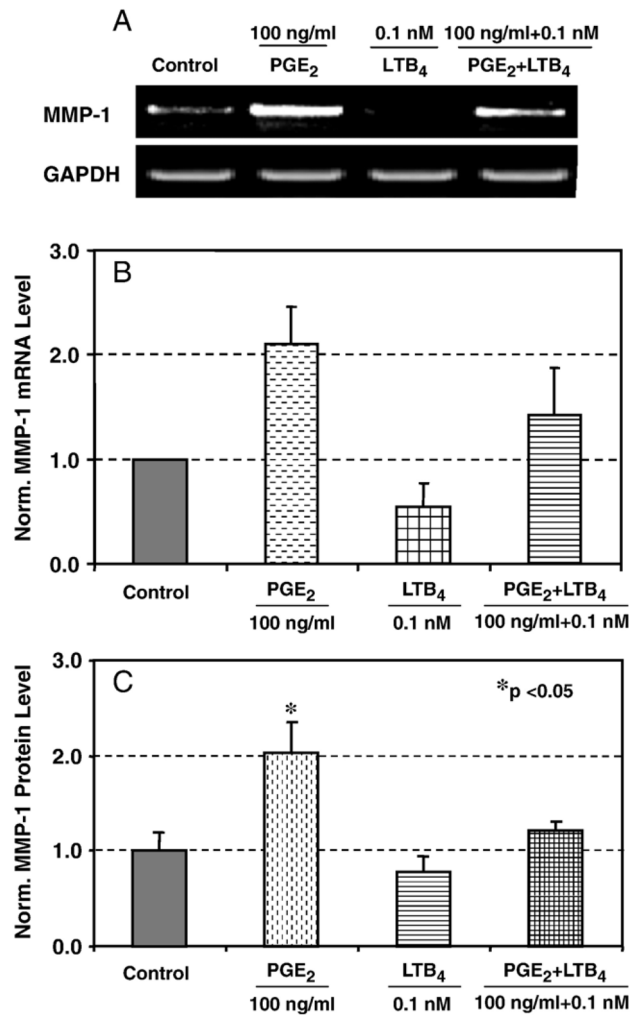 A
100 ng/ml 0.1 nM 100 ng/ml+0.1 nM
Control PGE2 LTB4 PGE2+LTB4
MMP-1
GAPDH
B
Norm. MMP-1 mRNA Level
3.0
2.0
1.0
0.0
Control PGE2 LTB4 PGE2+LTB4
100 ng/ml 0.1 nM 100 ng/ml+0.1 nM
C
*p <0.05
*
Norm. MMP-1 Protein Level
3.0
2.0
1.0
0.0
Control PGE2 LTB4 PGE2+LTB4
100 ng/ml 0.1 nM 100 ng/ml+0.1 nM